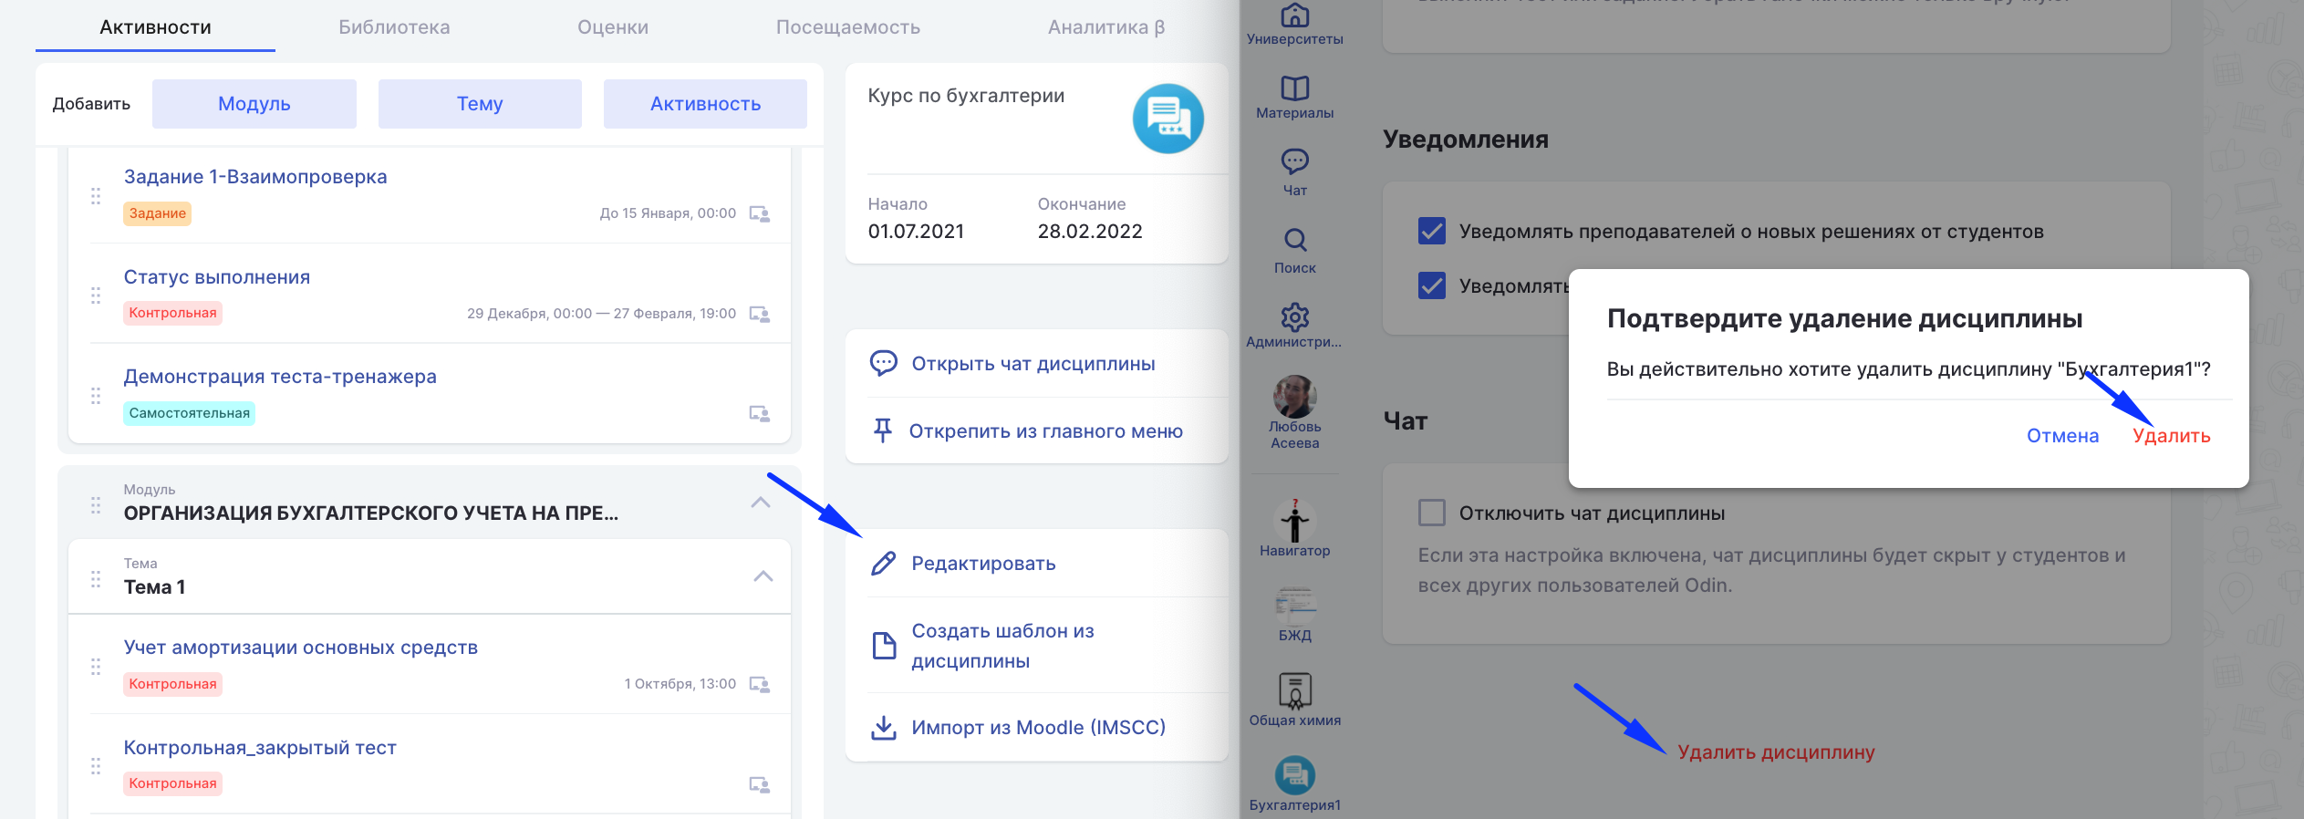 Активности
Библиотека
Оценки
Посещаемость
Аналитика β
Добавить
Модуль
Тему
Активность
Задание 1-Взаимопроверка
Задание
До 15 Января, 00:00
Статус выполнения
Контрольная
29 Декабря, 00:00 — 27 Февраля, 19:00
Демонстрация теста-тренажера
Самостоятельная
Модуль
ОРГАНИЗАЦИЯ БУХГАЛТЕРСКОГО УЧЕТА НА ПРЕ...
Тема
Тема 1
Учет амортизации основных средств
Контрольная
1 Октября, 13:00
Контрольная_закрытый тест
Контрольная
Курс по бухгалтерии
Начало
Окончание
01.07.2021
28.02.2022
Открыть чат дисциплины
Открепить из главного меню
Редактировать
Создать шаблон из
дисциплины
Импорт из Moodle (IMSCC)
Университеты
Материалы
Чат
Поиск
Администри...
Любовь
Асеева
Навигатор
БЖД
Общая химия
Бухгалтерия1
Уведомления
Уведомлять преподавателей о новых решениях от студентов
Уведомлять
Подтвердите удаление дисциплины
Вы действительно хотите удалить дисциплину "Бухгалтерия1"?
Отмена
Удалить
Чат
Отключить чат дисциплины
Если эта настройка включена, чат дисциплины будет скрыт у студентов и
всех других пользователей Odin.
Удалить дисциплину